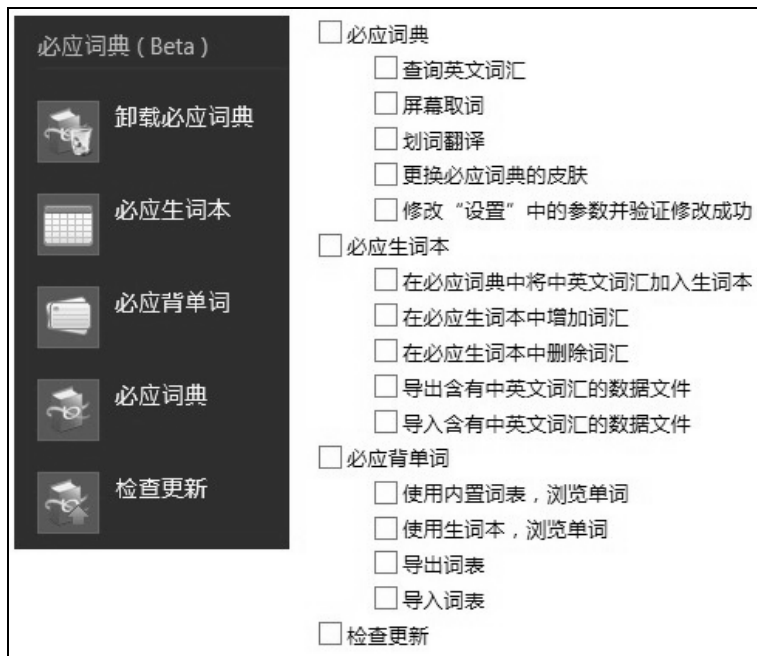 必应词典 ( Beta )
卸载必应词典
必应生词本
必应背单词
必应词典
检查更新
必应词典
查询英文词汇
屏幕取词
划词翻译
更换必应词典的皮肤
修改“设置”中的参数并验证修改成功
必应生词本
在必应词典中将中英文词汇加入生词本
在必应生词本中增加词汇
在必应生词本中删除词汇
导出含有中英文词汇的数据文件
导入含有中英文词汇的数据文件
必应背单词
使用内置词表，浏览单词
使用生词本，浏览单词
导出词表
导入词表
检查更新